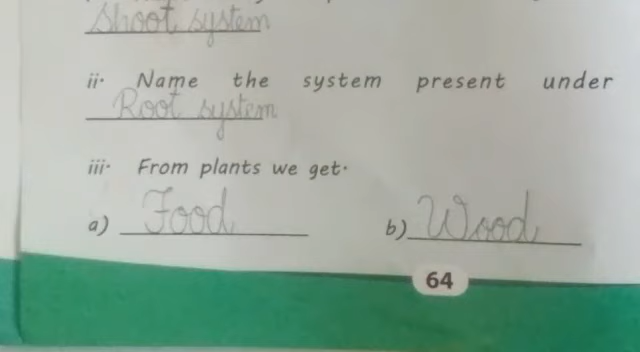 Shoot system
ii. Name the system present under
Root system
iii. From plants we get.
a) Food b) Wood
64